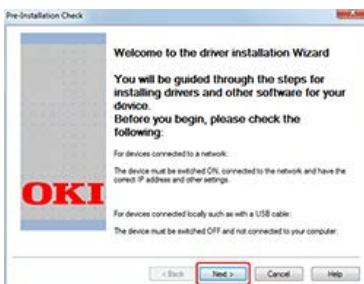 Pre-Installation Check
Welcome to the driver installation Wizard
You will be guided through the steps for
installing drivers and other software for your
device.
Before you begin, please check the
following:
For devices connected to a network:
The device must be switched ON, connected to the network and have the
correct IP address and other settings.
OKI
For devices connected locally such as with a USB cable:
The device must be switched OFF and not connected to your computer.
< Back
Next >
Cancel
Help